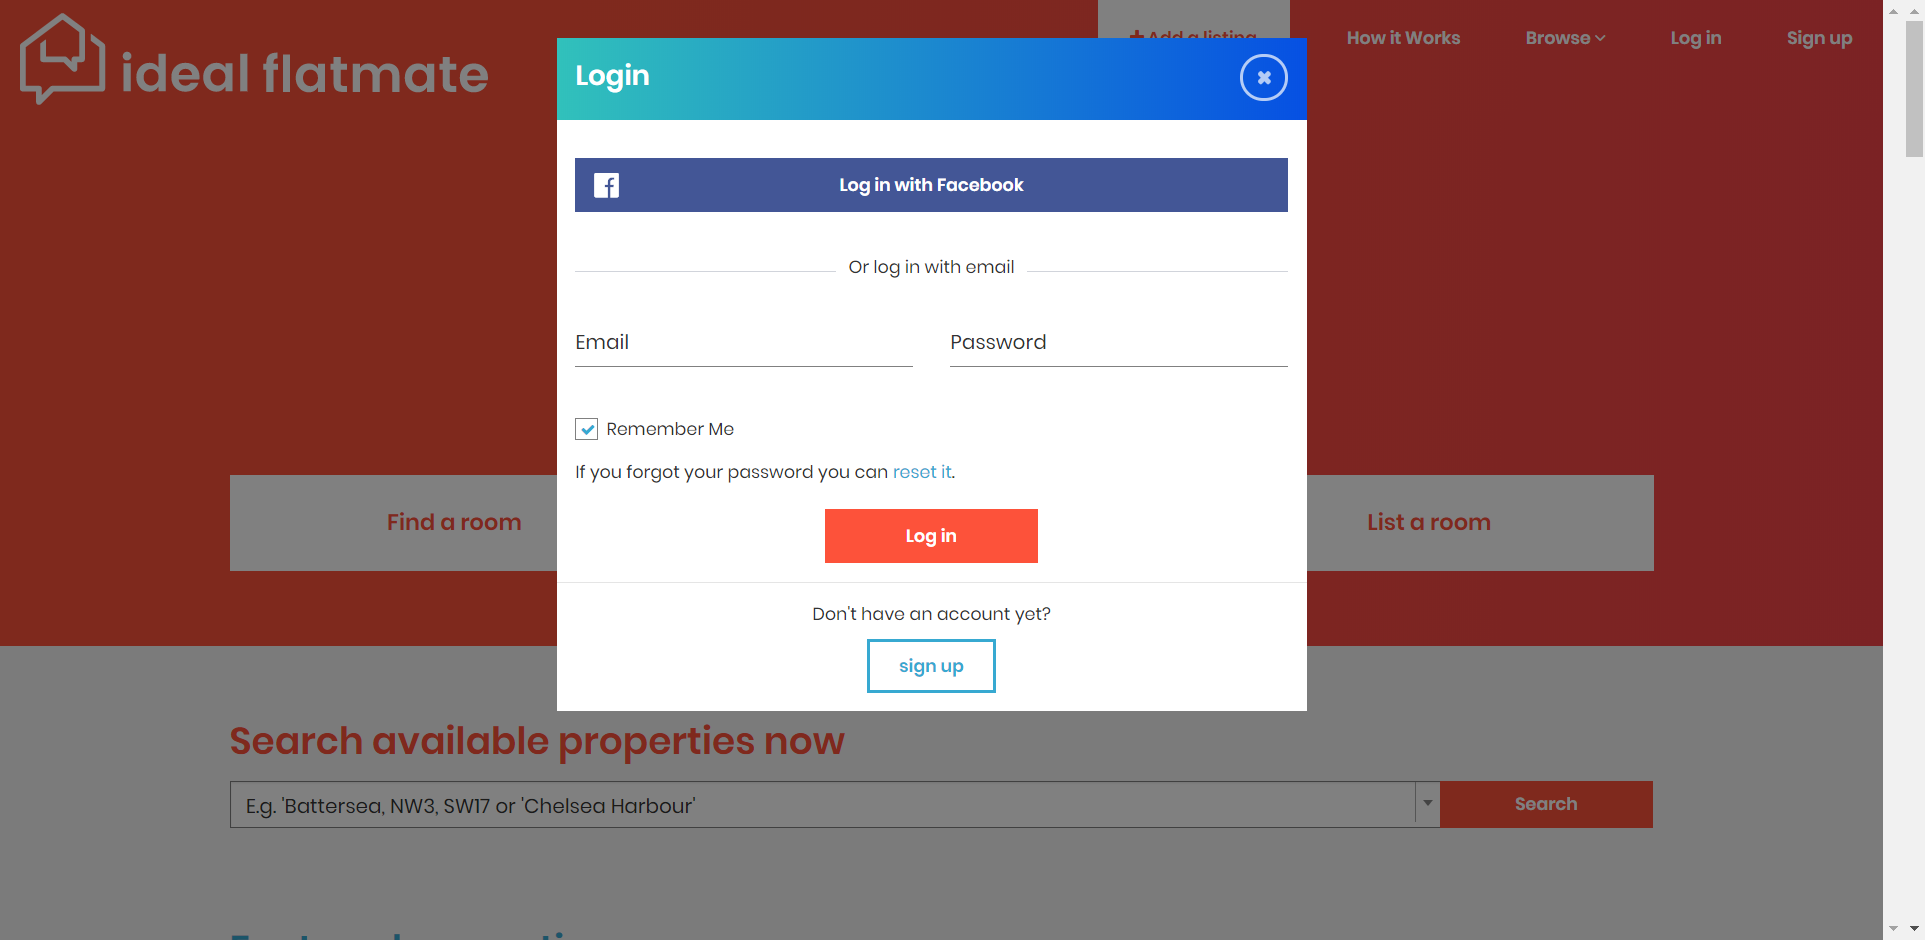 ideal flatmate
Add a listing
How it Works
Browse
Log in
Sign up
Login
Log in with Facebook
Or log in with email
Email
Password
Remember Me
If you forgot your password you can reset it.
Find a room
List a room
Log in
Don't have an account yet?
sign up
Search available properties now
E.g. 'Battersea, NW3, SW17 or 'Chelsea Harbour'
Search